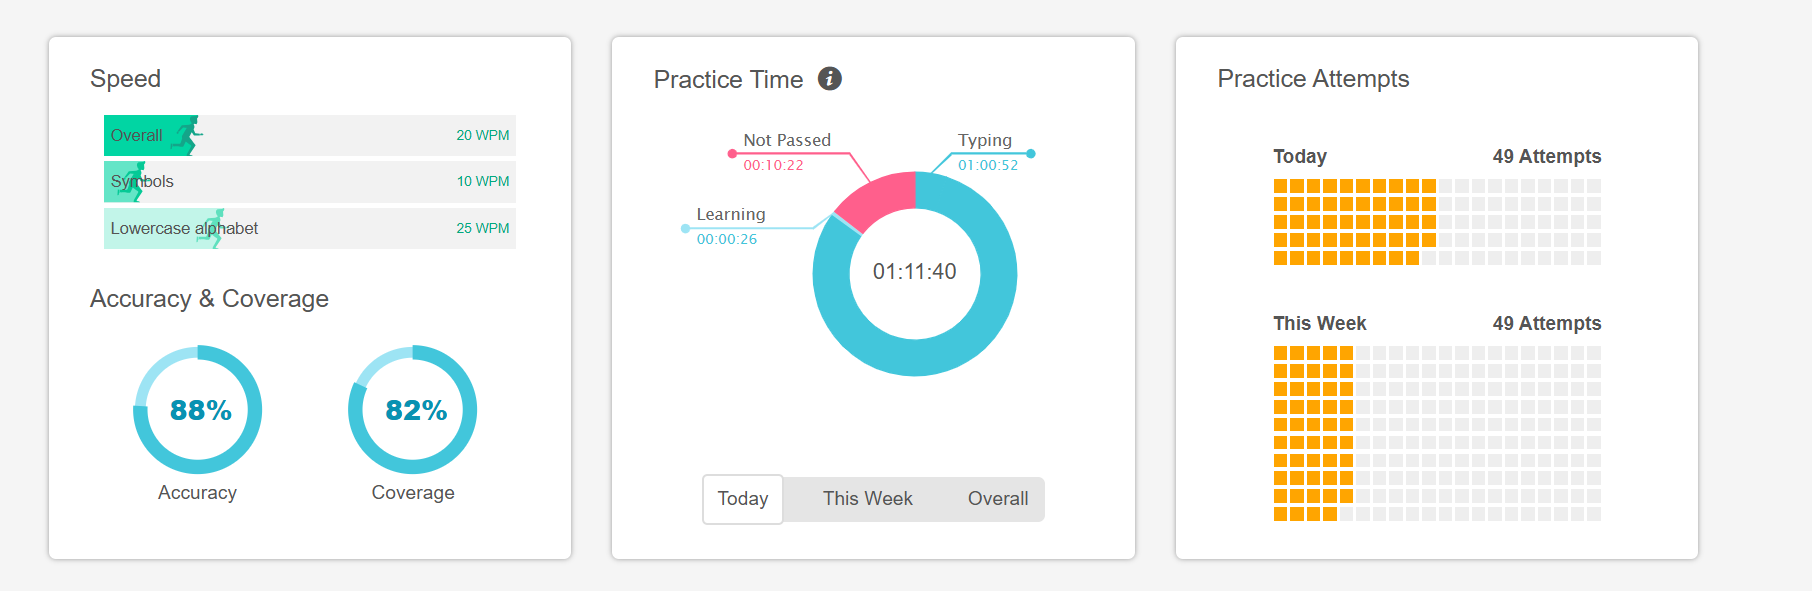 Speed
Overall 20 WPM
Symbols 10 WPM
Lowercase alphabet 25 WPM
Accuracy & Coverage
88% 82%
Accuracy Coverage
Practice Time i
Not Passed Typing
00:10:22 01:00:52
Learning
00:00:26
01:11:40
Today This Week Overall
Practice Attempts
Today 49 Attempts
This Week 49 Attempts